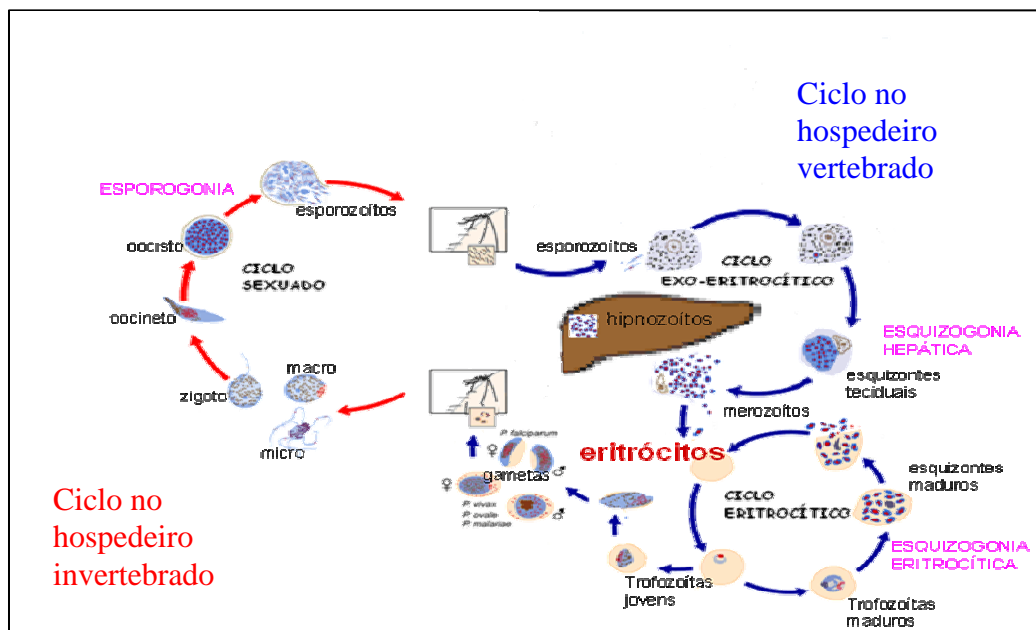 Ciclo no
hospedeiro
vertebrado
ESPOROGONIA
esporozoítos
oocisto
CICLO
SEXUADO
oocineto
zigoto
macro
micro
esporozoitos
CICLO
EXO-ERITROCÍTICO
hipnozoítos
ESQUIZOGONIA
HEPÁTICA
esquizontes
teciduais
merozoítos
eritrócitos
P. falciparum
♀
gametas
♂
♀
P. vivax
P. ovale
P. malariae
♂
esquizontes
maduros
CICLO
ERITROCÍTICO
ESQUIZOGONIA
ERITROCÍTICA
Trofozoítas
jovens
Trofozoítas
maduros
Ciclo no
hospedeiro
invertebrado